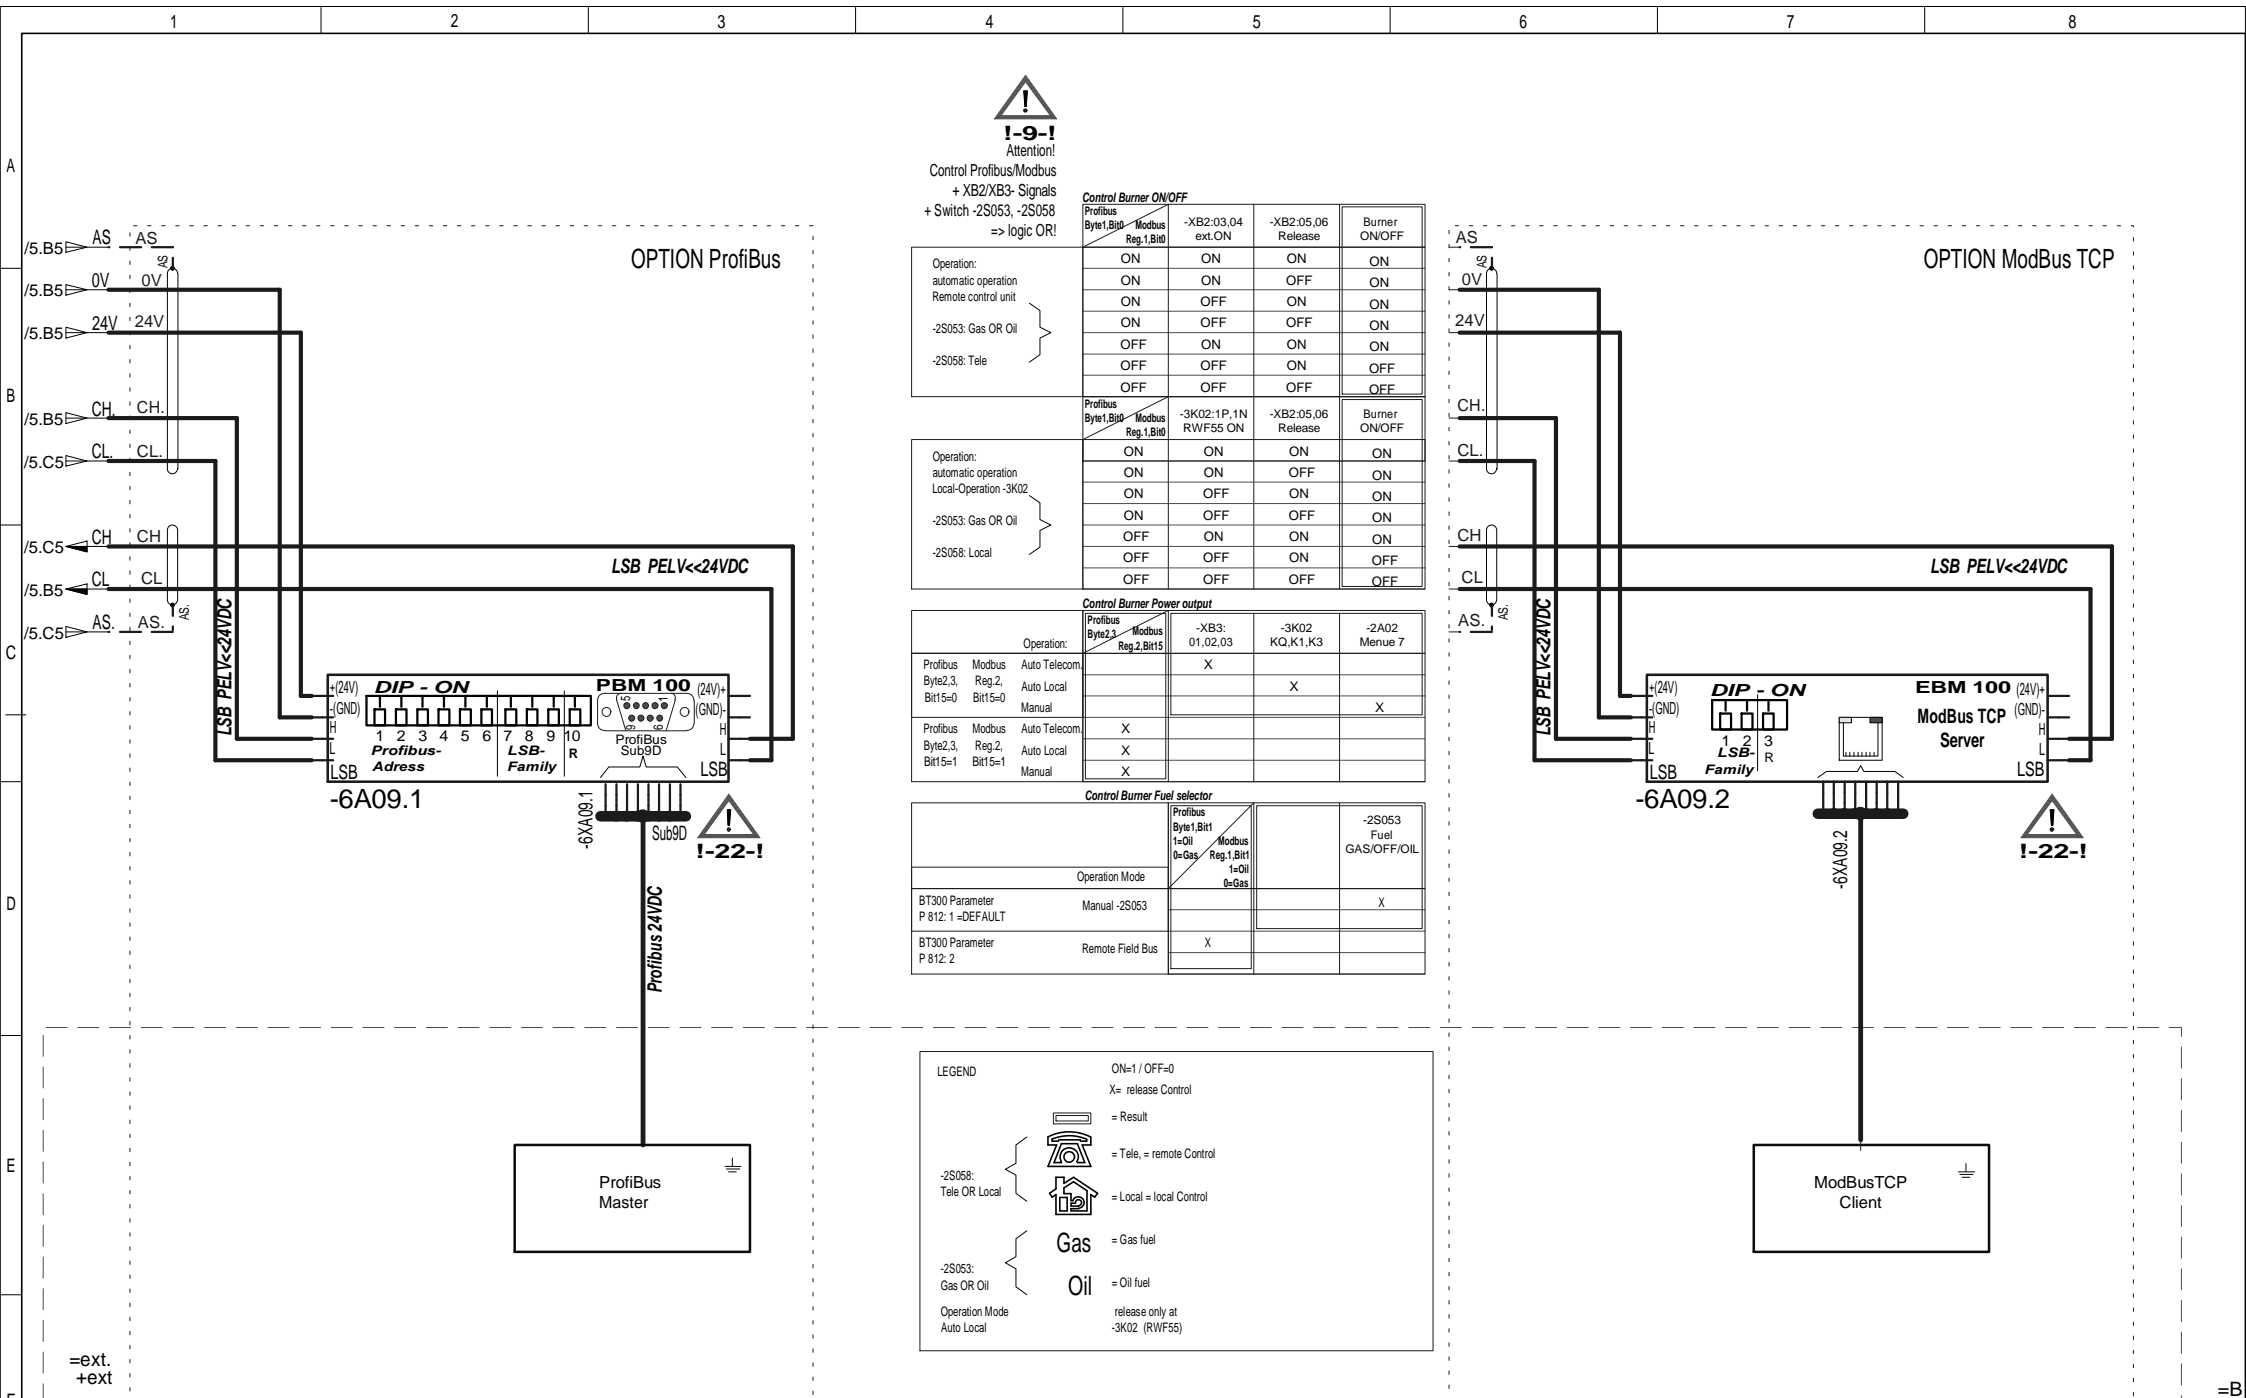 1 2 3 4 5 6 7 8
A
B
C
D
E
F
!
!-9-!
Attention!
Control Profibus/Modbus
+ XB2/XB3- Signals
+ Switch -2S053, -2S058
=> logic OR!
/5.B5 AS AS
AS
/5.B5 0V 0V
/5.B5 24V 24V
/5.B5 CH. CH.
/5.C5 CL. CL.
/5.C5 CH CH
/5.B5 CL CL
/5.C5 AS. AS.
AS.
OPTION ProfiBus
LSB PELV<<24VDC
LSB PELV<<24VDC
+(24V) DIP - ON PBM 100 (24V)+
-(GND) 5 1 (GND)-
H 9 6 H
1 2 3 4 5 6 7 8 9 10 ProfiBus
L Profibus- LSB- R Sub9D L
Adress Family
LSB LSB
-6A09.1
-6XA09.1
Sub9D
!
!-22-!
Profibus 24VDC
ProfiBus
Master
=ext.
+ext
Control Burner ON/OFF
Profibus
Byte1,Bit0 Modbus
Reg.1,Bit0
-XB2:03,04
ext.ON
-XB2:05,06
Release
Burner
ON/OFF
Operation:
automatic operation
Remote control unit
-2S053: Gas OR Oil
-2S058: Tele
ON ON ON ON
ON ON OFF ON
ON OFF ON ON
ON OFF OFF ON
OFF ON ON ON
OFF OFF ON OFF
OFF OFF OFF OFF
Profibus
Byte1,Bit0 Modbus
Reg.1,Bit0
-3K02:1P,1N
RWF55 ON
-XB2:05,06
Release
Burner
ON/OFF
Operation:
automatic operation
Local-Operation -3K02
-2S053: Gas OR Oil
-2S058: Local
ON ON ON ON
ON ON OFF ON
ON OFF ON ON
ON OFF OFF ON
OFF ON ON ON
OFF OFF ON OFF
OFF OFF OFF OFF
Control Burner Power output
Operation:
Profibus
Byte2,3 Modbus
Reg.2,Bit15
-XB3:
01,02,03
-3K02
KQ,K1,K3
-2A02
Menue 7
Profibus Modbus Auto Telecom. X
Byte2,3, Reg.2, Auto Local X
Bit15=0 Bit15=0 Manual X
Profibus Modbus Auto Telecom. X
Byte2,3, Reg.2, Auto Local X
Bit15=1 Bit15=1 Manual X
Control Burner Fuel selector
Operation Mode
Profibus
Byte1,Bit1
1=Oil Modbus
0=Gas Reg.1,Bit1
1=Oil
0=Gas
-2S053
Fuel
GAS/OFF/OIL
BT300 Parameter Manual -2S053 X
P 812: 1 =DEFAULT
BT300 Parameter Remote Field Bus X
P 812: 2
LEGEND ON=1 / OFF=0
X= release Control
= Result
-2S058:
Tele OR Local
= Tele, = remote Control
= Local = local Control
-2S053:
Gas OR Oil
Gas = Gas fuel
Oil = Oil fuel
Operation Mode release only at
Auto Local -3K02 (RWF55)
AS
AS
0V
24V
CH.
CL.
CH
CL
AS.
AS.
OPTION ModBus TCP
LSB PELV<<24VDC
LSB PELV<<24VDC
+(24V) DIP - ON EBM 100 (24V)+
-(GND) ModBus TCP (GND)-
H Server H
1 2 3
L LSB- R L
Family
LSB LSB
-6A09.2
-6XA09.2
!
!-22-!
ModBusTCP
Client
=B